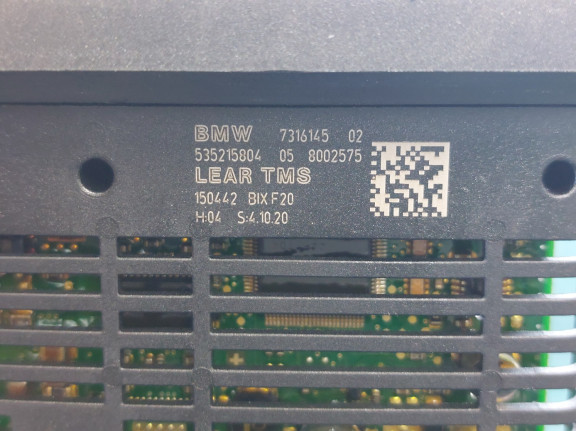 BMW 7316145 02
535215804 05 8002575
LEAR TMS
150442 BIX F20
H:04 S:4.10.20